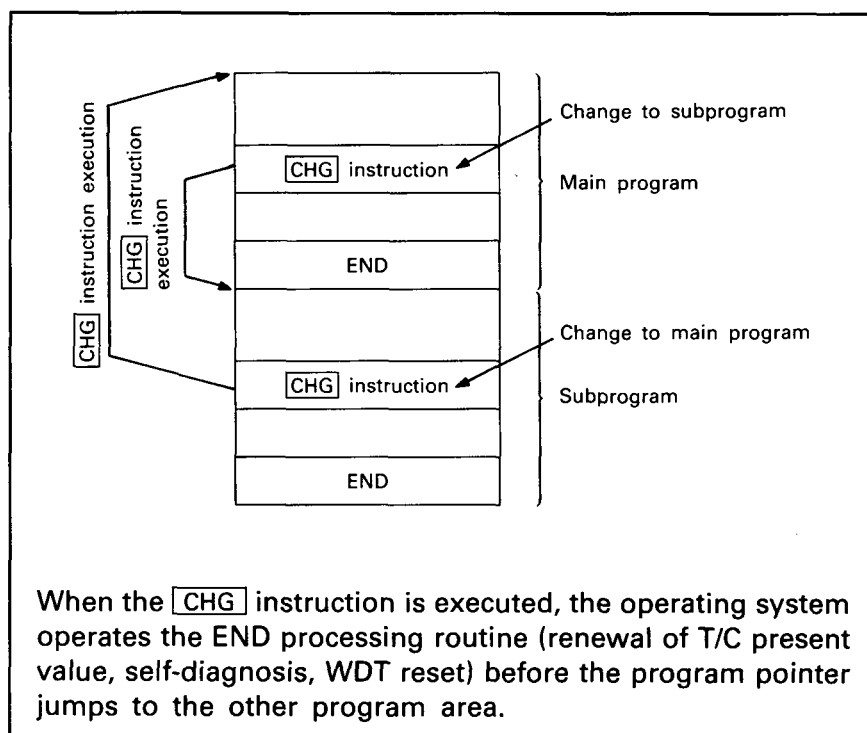 CHG instruction execution
CHG instruction
execution
Change to subprogram
CHG instruction
Main program
END
Change to main program
CHG instruction
Subprogram
END
When the CHG instruction is executed, the operating system
operates the END processing routine (renewal of T/C present
value, self-diagnosis, WDT reset) before the program pointer
jumps to the other program area.